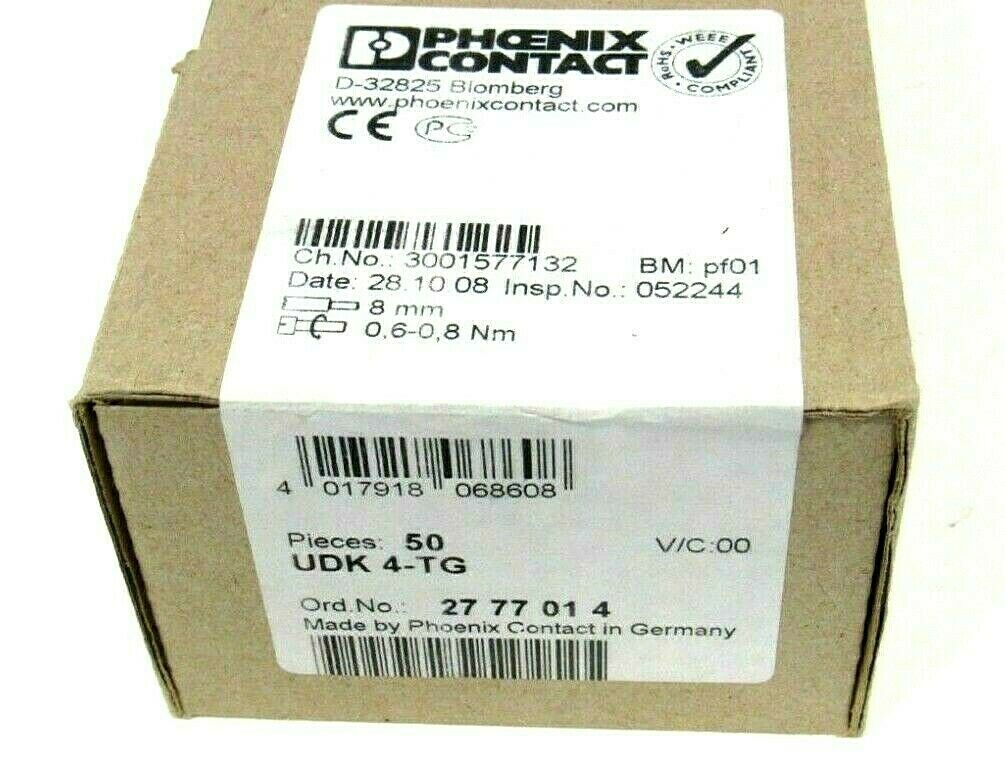 PHŒNIX
CONTACT
RoHS · WEEE
COMPLIANT
D-32825 Blomberg
www.phoenixcontact.com
CE PG
Ch.No.: 3001577132 BM: pf01
Date: 28.10 08 Insp.No.: 052244
8 mm
0,6-0,8 Nm
4 017918 068608
Pieces: 50 V/C:00
UDK 4-TG
Ord.No.: 27 77 01 4
Made by Phoenix Contact in Germany